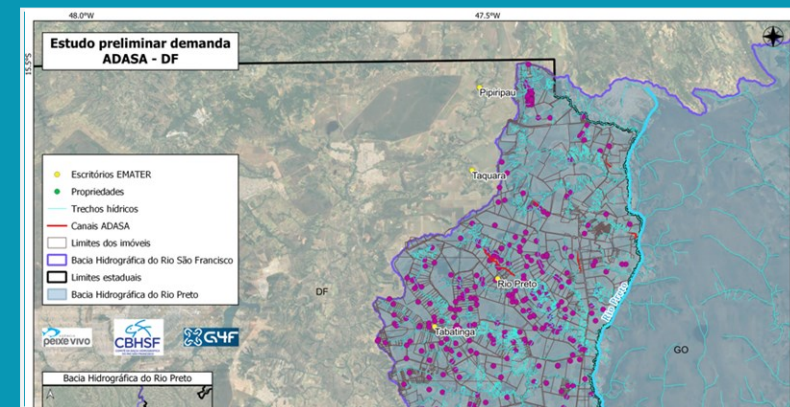 48.0°W
47.5°W
15.5°S
Estudo preliminar demanda
ADASA - DF
Pipiripau
Taquara
Escritórios EMATER
Propriedades
Trechos hídricos
Canais ADASA
Limites dos imóveis
Bacia Hidrográfica do Rio São Francisco
Limites estaduais
Bacia Hidrográfica do Rio Preto
DF
Rio Preto
Rio Preto
Tabatinga
GO
peixe vivo
CBHSF
G4F
Bacia Hidrográfica do Rio Preto